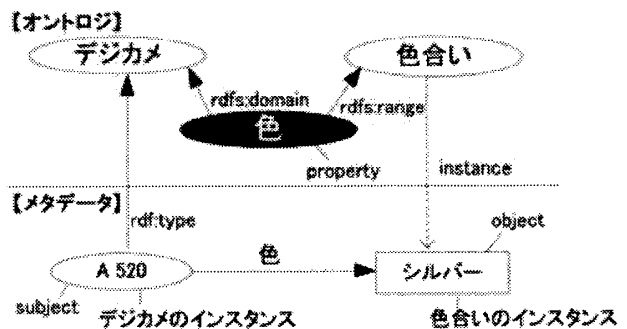 【オントロジ】
デジカメ
色合い
rdfs:domain
rdfs:range
色
property
instance
【メタデータ】
rdf:type
object
A 520
色
シルバー
subject
デジカメのインスタンス
色合いのインスタンス